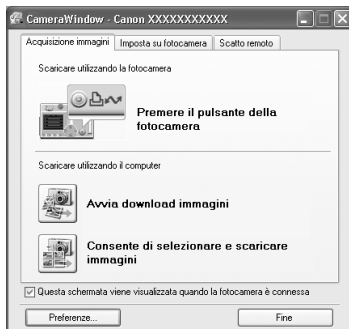 CameraWindow - Canon XXXXXXXXXXX
Acquisizione immagini
Imposta su fotocamera
Scatto remoto
Scaricare utilizzando la fotocamera
Premere il pulsante della
fotocamera
Scaricare utilizzando il computer
Avvia download immagini
Consente di selezionare e scaricare
immagini
Questa schermata viene visualizzata quando la fotocamera è connessa
Preferenze...
Fine